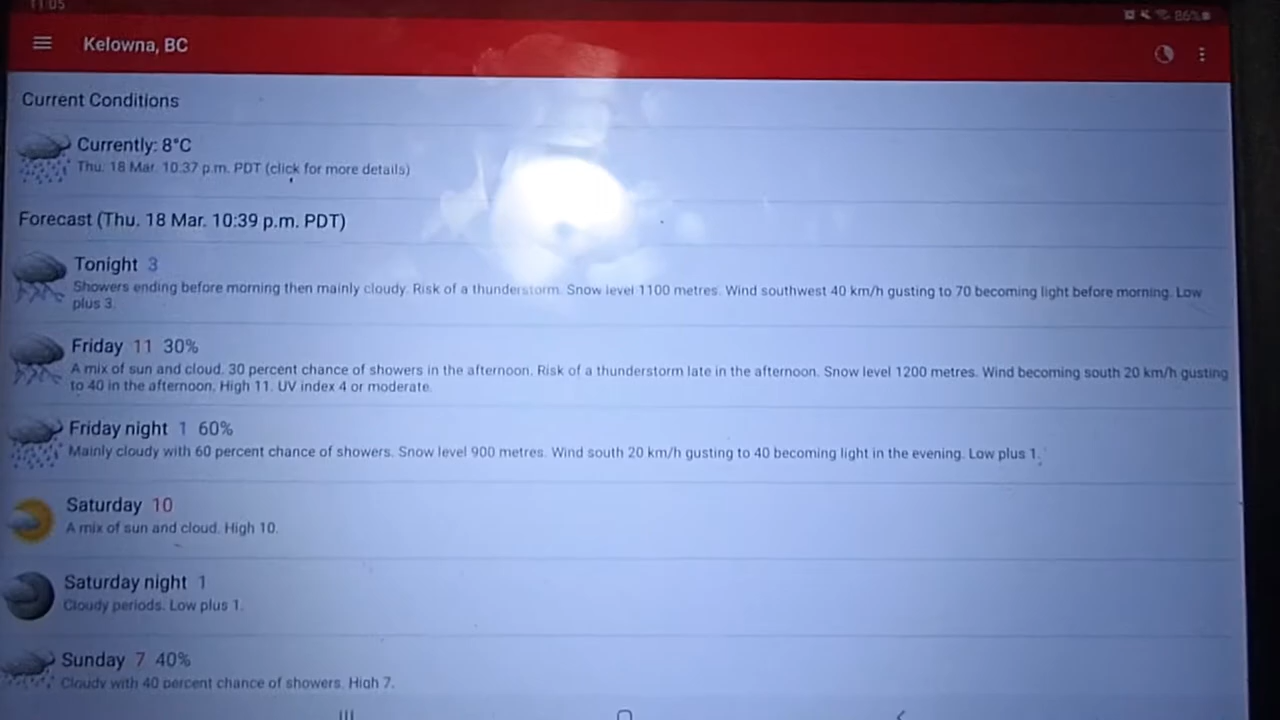 11:05
86%
Kelowna, BC
Current Conditions
Currently: 8°C
Thu. 18 Mar. 10:37 p.m. PDT (click for more details)
Forecast (Thu. 18 Mar. 10:39 p.m. PDT)
Tonight 3
Showers ending before morning then mainly cloudy. Risk of a thunderstorm. Snow level 1100 metres. Wind southwest 40 km/h gusting to 70 becoming light before morning. Low
plus 3.
Friday 11 30%
A mix of sun and cloud. 30 percent chance of showers in the afternoon. Risk of a thunderstorm late in the afternoon. Snow level 1200 metres. Wind becoming south 20 km/h gusting
to 40 in the afternoon. High 11. UV index 4 or moderate.
Friday night 1 60%
Mainly cloudy with 60 percent chance of showers. Snow level 900 metres. Wind south 20 km/h gusting to 40 becoming light in the evening. Low plus 1.
Saturday 10
A mix of sun and cloud. High 10.
Saturday night 1
Cloudy periods. Low plus 1.
Sunday 7 40%
Cloudy with 40 percent chance of showers. High 7.